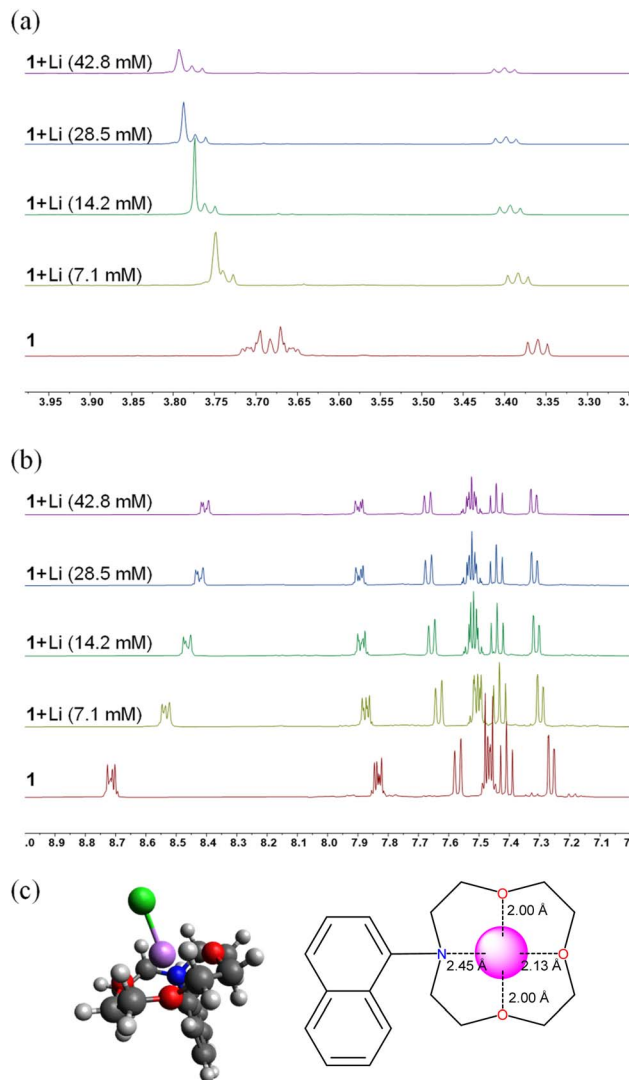 (a)
1+Li (42.8 mM)
1+Li (28.5 mM)
1+Li (14.2 mM)
1+Li (7.1 mM)
1
3.95 3.90 3.85 3.80 3.75 3.70 3.65 3.60 3.55 3.50 3.45 3.40 3.35 3.30 3.2
(b)
1+Li (42.8 mM)
1+Li (28.5 mM)
1+Li (14.2 mM)
1+Li (7.1 mM)
1
.0 8.9 8.8 8.7 8.6 8.5 8.4 8.3 8.2 8.1 8.0 7.9 7.8 7.7 7.6 7.5 7.4 7.3 7.2 7.1 7.0
(c)
O
2.00 Å
N 2.45 Å 2.13 Å O
2.00 Å
O